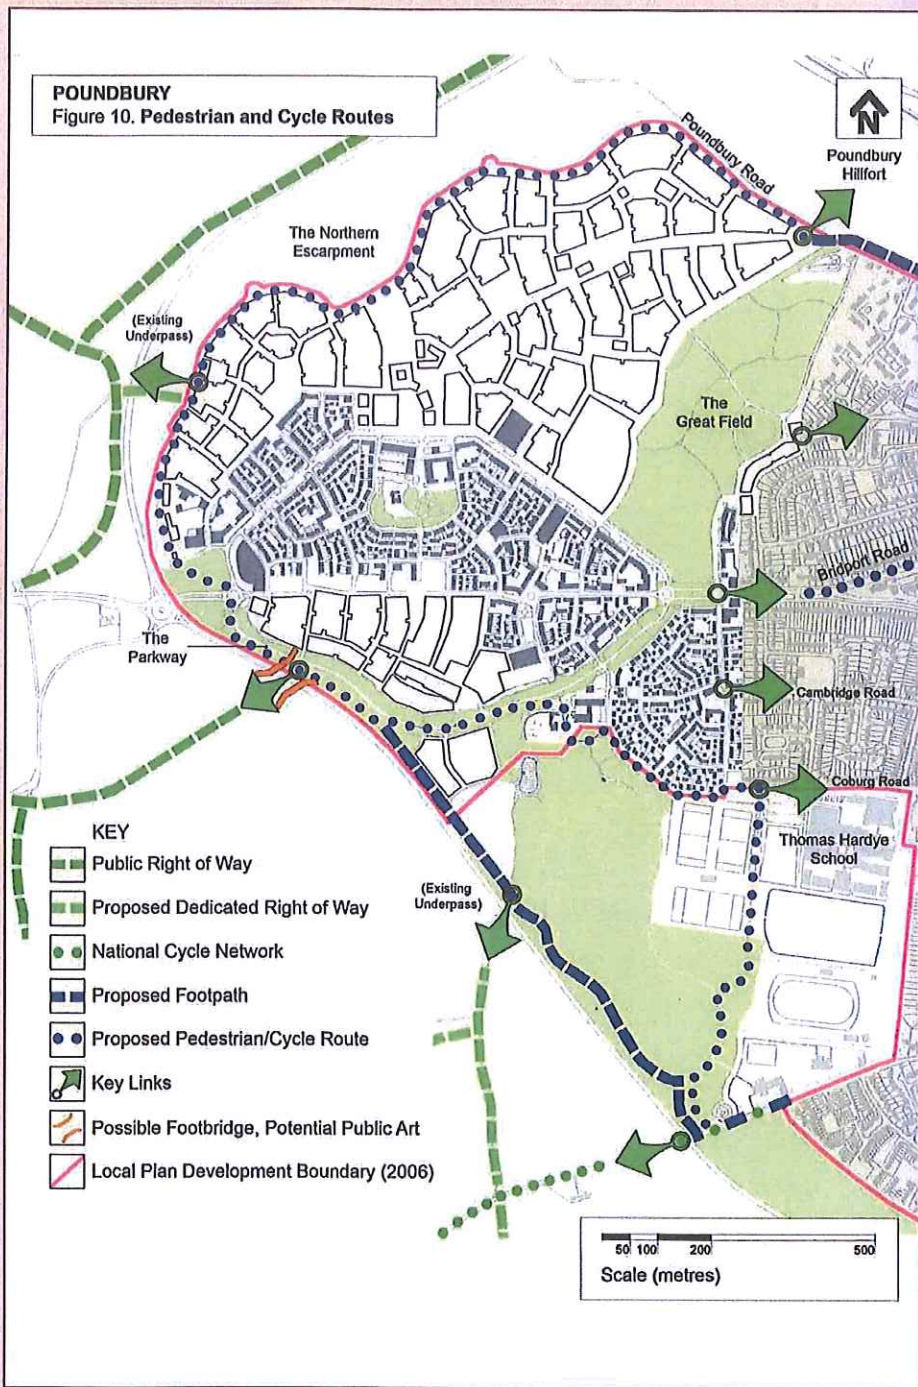 POUNDBURY
Figure 10. Pedestrian and Cycle Routes
N
Poundbury
Hillfort
Poundbury Road
The Northern
Escarpment
(Existing
Underpass)
The
Great Field
Bridport Road
The
Parkway
Cambridge Road
Coburg Road
Thomas Hardye
School
(Existing
Underpass)
KEY
Public Right of Way
Proposed Dedicated Right of Way
National Cycle Network
Proposed Footpath
Proposed Pedestrian/Cycle Route
Key Links
Possible Footbridge, Potential Public Art
Local Plan Development Boundary (2006)
50 100 200 500
Scale (metres)